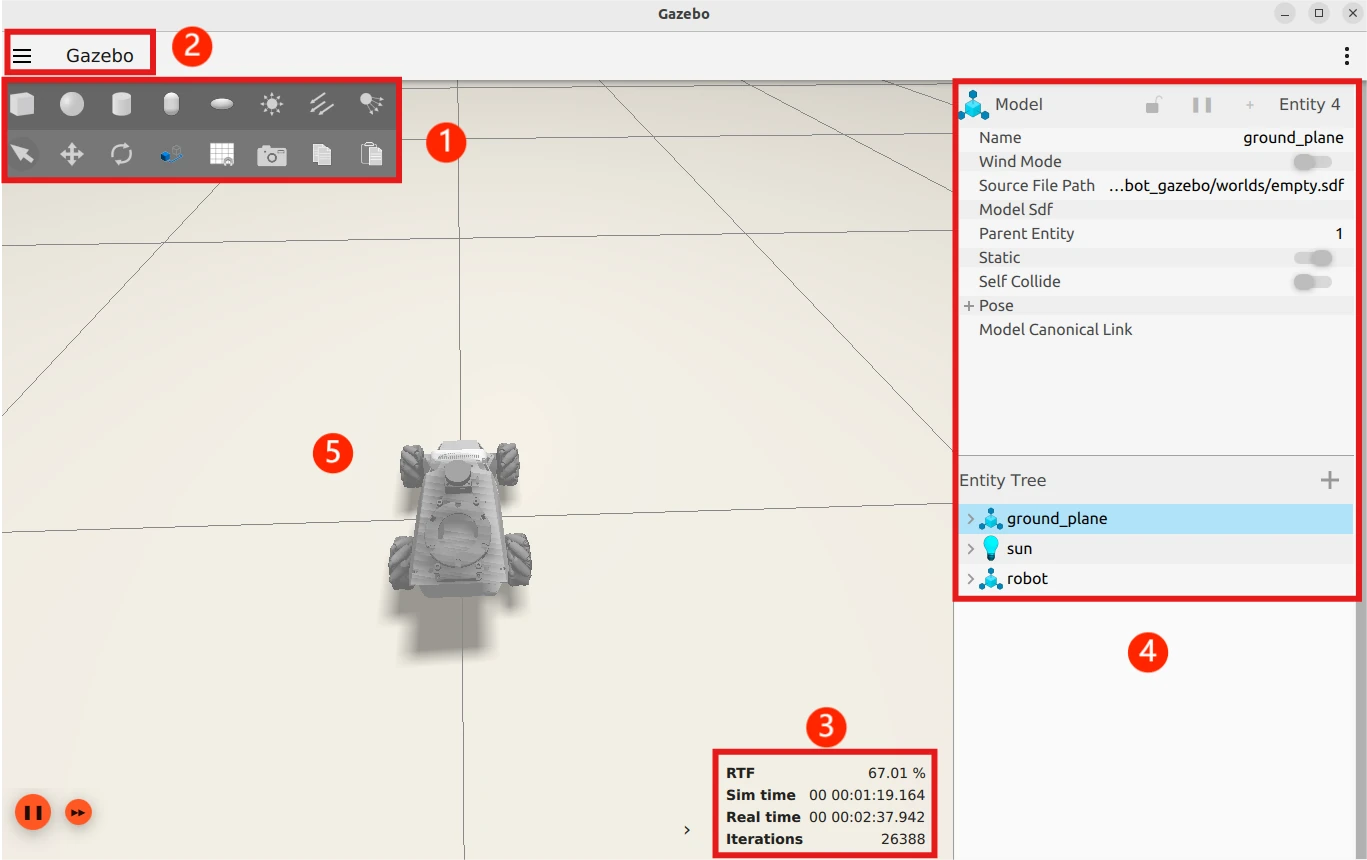 Gazebo
Gazebo
2
1
Model Entity 4
Name ground_plane
Wind Mode
Source File Path ...bot_gazebo/worlds/empty.sdf
Model Sdf
Parent Entity 1
Static
Self Collide
Pose
Model Canonical Link
5
Entity Tree
ground_plane
sun
robot
4
3
RTF 67.01 %
Sim time 00 00:01:19.164
Real time 00 00:02:37.942
Iterations 26388